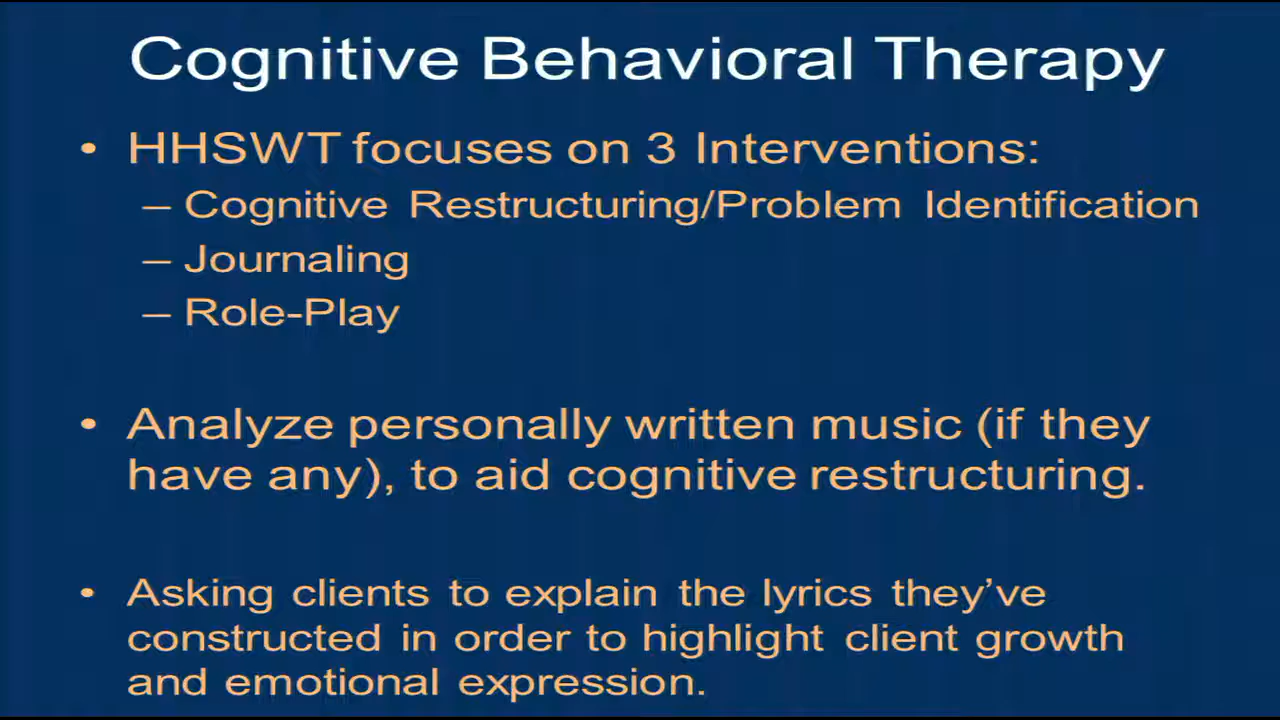 Cognitive Behavioral Therapy
• HHSWT focuses on 3 Interventions:
– Cognitive Restructuring/Problem Identification
– Journaling
– Role-Play
• Analyze personally written music (if they
have any), to aid cognitive restructuring.
• Asking clients to explain the lyrics they’ve
constructed in order to highlight client growth
and emotional expression.